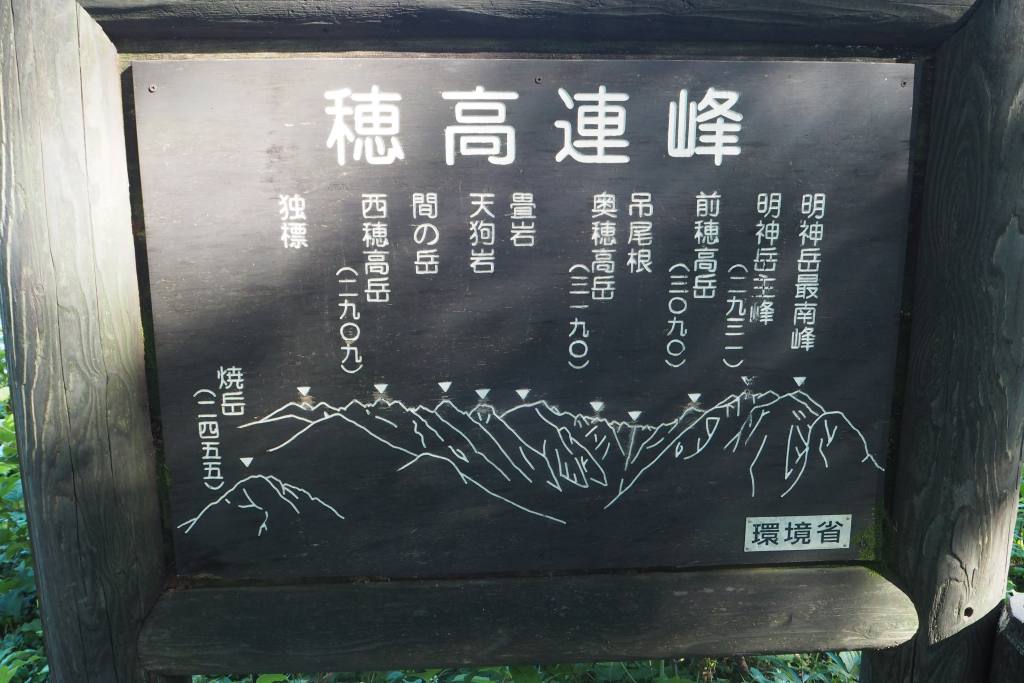 穂高連峰
明神岳最南峰
明神岳主峰
(二九三一)
前穂高岳
(三〇九〇)
吊尾根
奥穂高岳
(三一九〇)
畳岩
天狗岩
間の岳
西穂高岳
(二九〇九)
独標
焼岳
(二四五五)
環境省